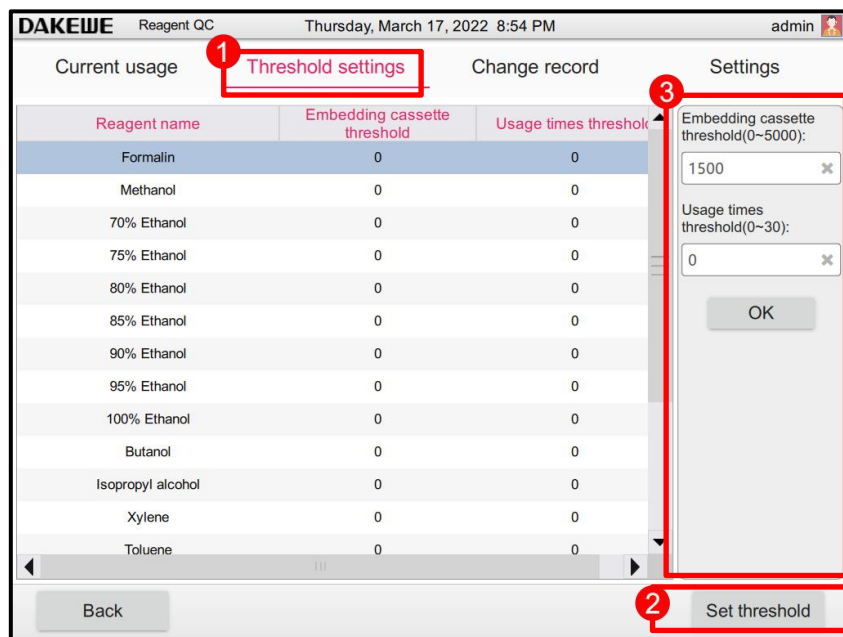 DAKEWE Reagent QC Thursday, March 17, 2022 8:54 PM admin
1
Current usage Threshold settings Change record Settings
3
Reagent name Embedding cassette threshold Usage times threshold
Formalin 0 0
Methanol 0 0
70% Ethanol 0 0
75% Ethanol 0 0
80% Ethanol 0 0
85% Ethanol 0 0
90% Ethanol 0 0
95% Ethanol 0 0
100% Ethanol 0 0
Butanol 0 0
Isopropyl alcohol 0 0
Xylene 0 0
Toluene 0 0
Embedding cassette
threshold(0~5000):
1500
Usage times
threshold(0~30):
0
OK
Back
2
Set threshold